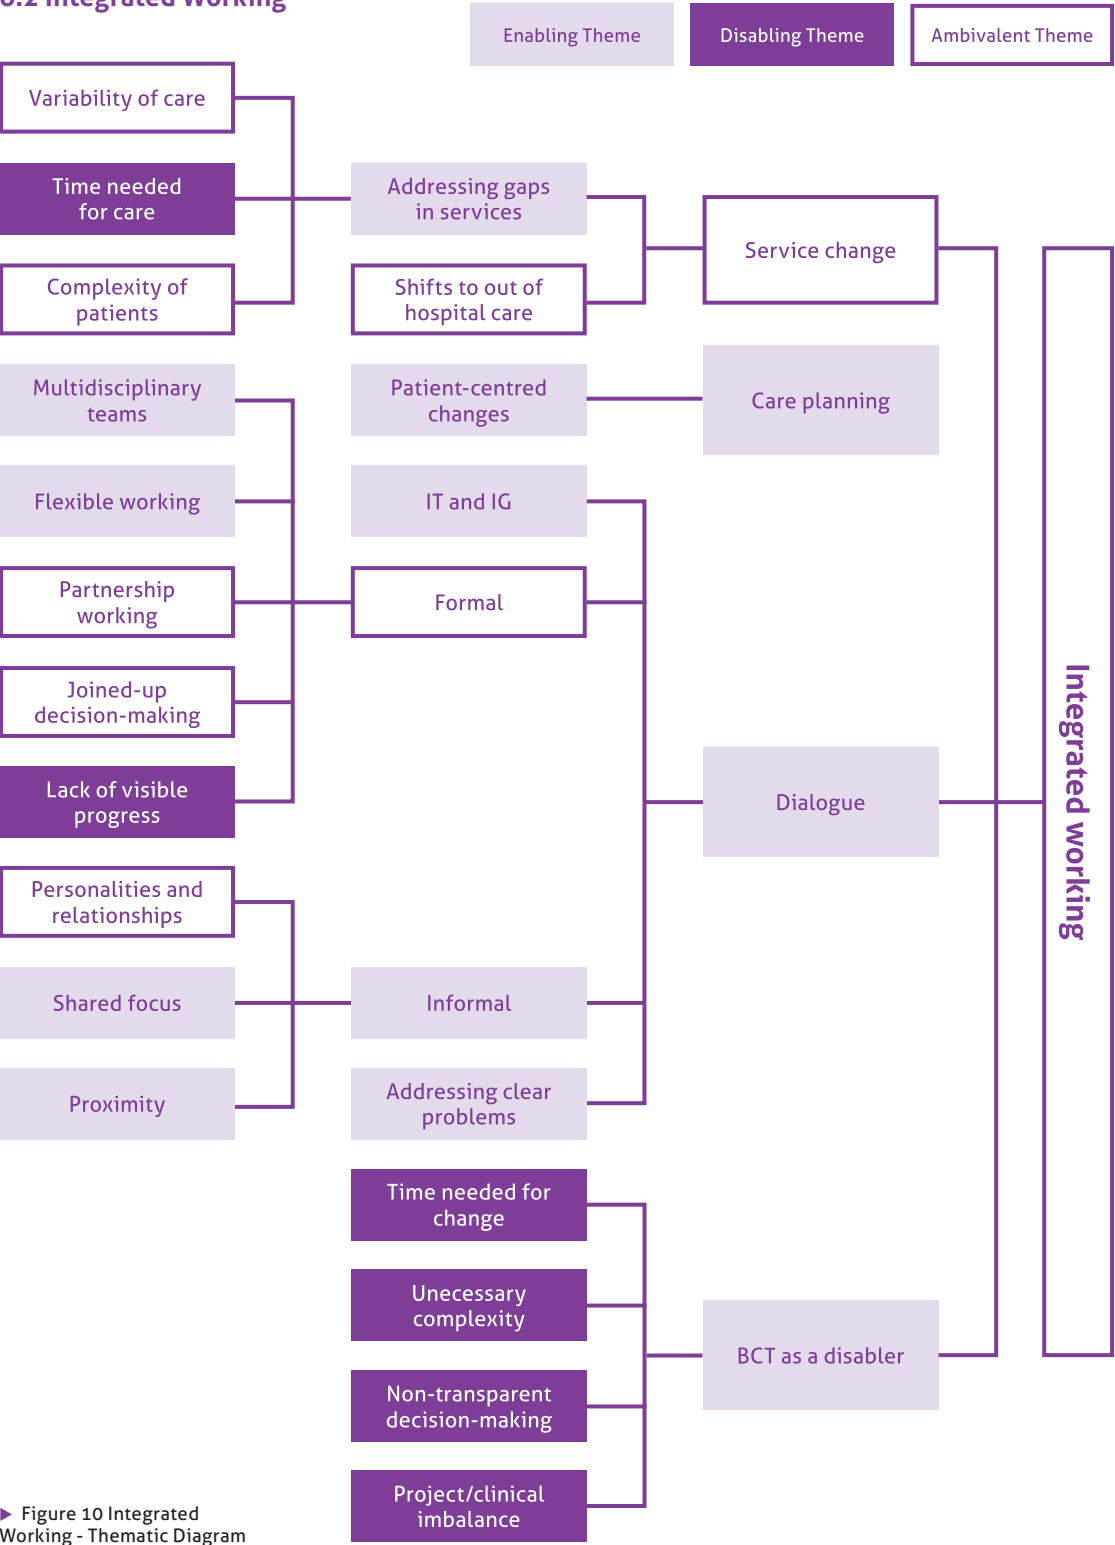 6.2 Integrated Working
Enabling Theme
Disabling Theme
Ambivalent Theme
Variability of care
Time needed
for care
Complexity of
patients
Multidisciplinary
teams
Flexible working
Partnership
working
Joined-up
decision-making
Lack of visible
progress
Personalities and
relationships
Shared focus
Proximity
Addressing gaps
in services
Shifts to out of
hospital care
Patient-centred
changes
IT and IG
Formal
Informal
Addressing clear
problems
Time needed for
change
Unecessary
complexity
Non-transparent
decision-making
Project/clinical
imbalance
Service change
Care planning
Dialogue
BCT as a disabler
Integrated working
▶ Figure 10 Integrated
Working - Thematic Diagram